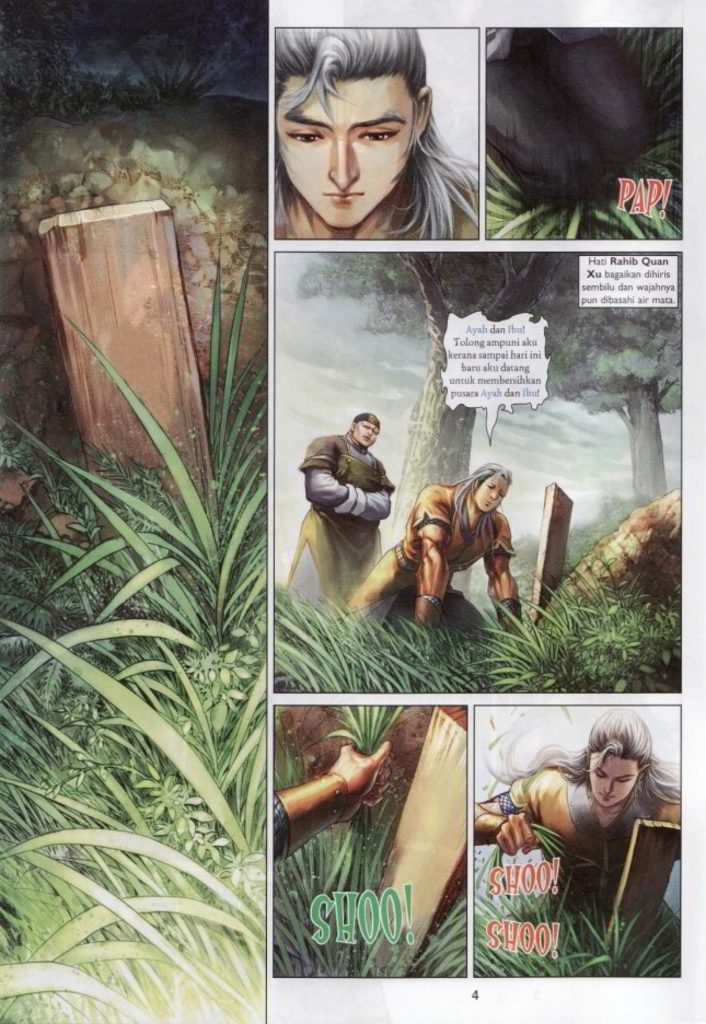 PAP!
Hati Rahib Quan
Xu bagaikan dihiris
sembilu dan wajahnya
pun dibasahi air mata.
Ayah dan Ibu!
Tolong ampuni aku
kerana sampai hari ini
baru aku datang
untuk membersihkan
pusara Ayah dan Ibu!
SHOO!
SHOO!
SHOO!
4